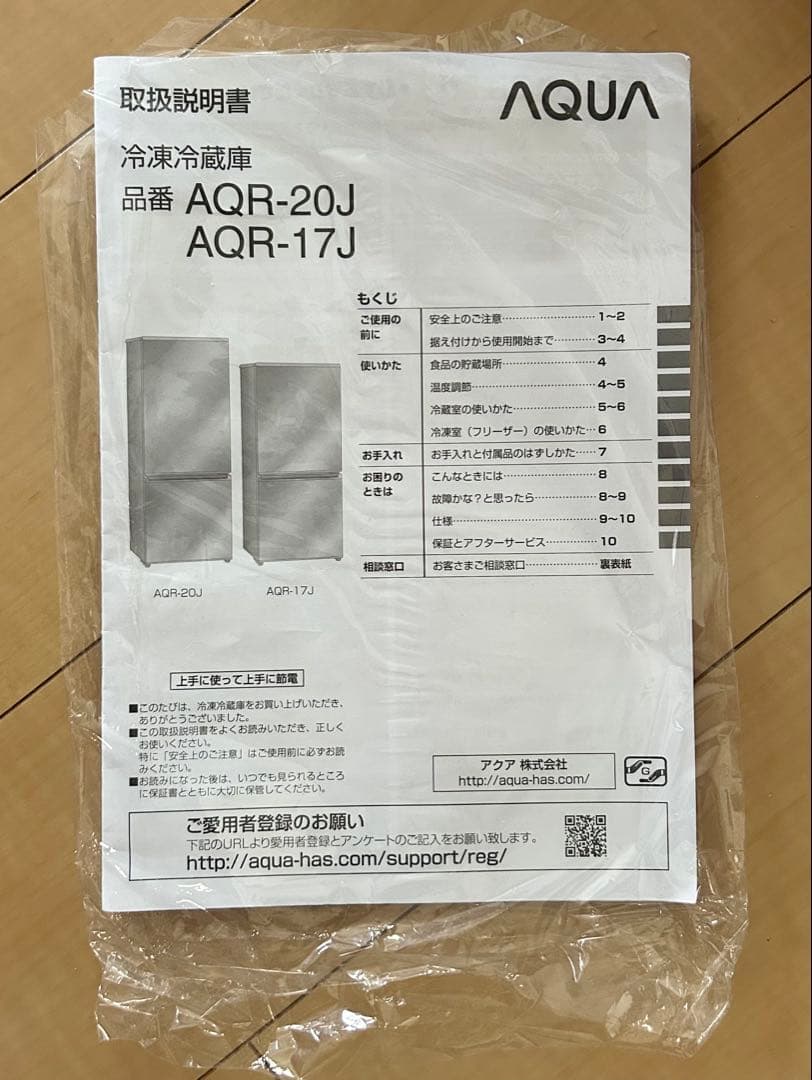 取扱説明書
AQUA
冷凍冷蔵庫
品番 AQR-20J
AQR-17J
もくじ
ご使用の前に
安全上のご注意…………………………1~2
据え付けから使用開始まで…………3~4
使いかた
食品の貯蔵場所…………………………4
温度調節…………………………………4~5
冷蔵室の使いかた………………………5~6
冷凍室(フリーザー)の使いかた…6
お手入れ
お手入れと付属品のはずしかた……7
お困りのときは
こんなときには…………………………8
故障かな?と思ったら…………………8~9
仕様………………………………………9~10
保証とアフターサービス……………10
相談窓口
お客さまご相談窓口…………………裏表紙
AQR-20J
AQR-17J
上手に使って上手に節電
■このたびは、冷凍冷蔵庫をお買い上げいただき、
ありがとうございました。
■この取扱説明書をよくお読みいただき、正しく
お使いください。
特に「安全上のご注意」はご使用前に必ずお読
みください。
■お読みになった後は、いつでも見られるところ
に保証書とともに大切に保管してください。
アクア 株式会社
http://aqua-has.com/
G
ご愛用者登録のお願い
下記のURLより愛用者登録とアンケートのご記入をお願い致します。
http://aqua-has.com/support/reg/